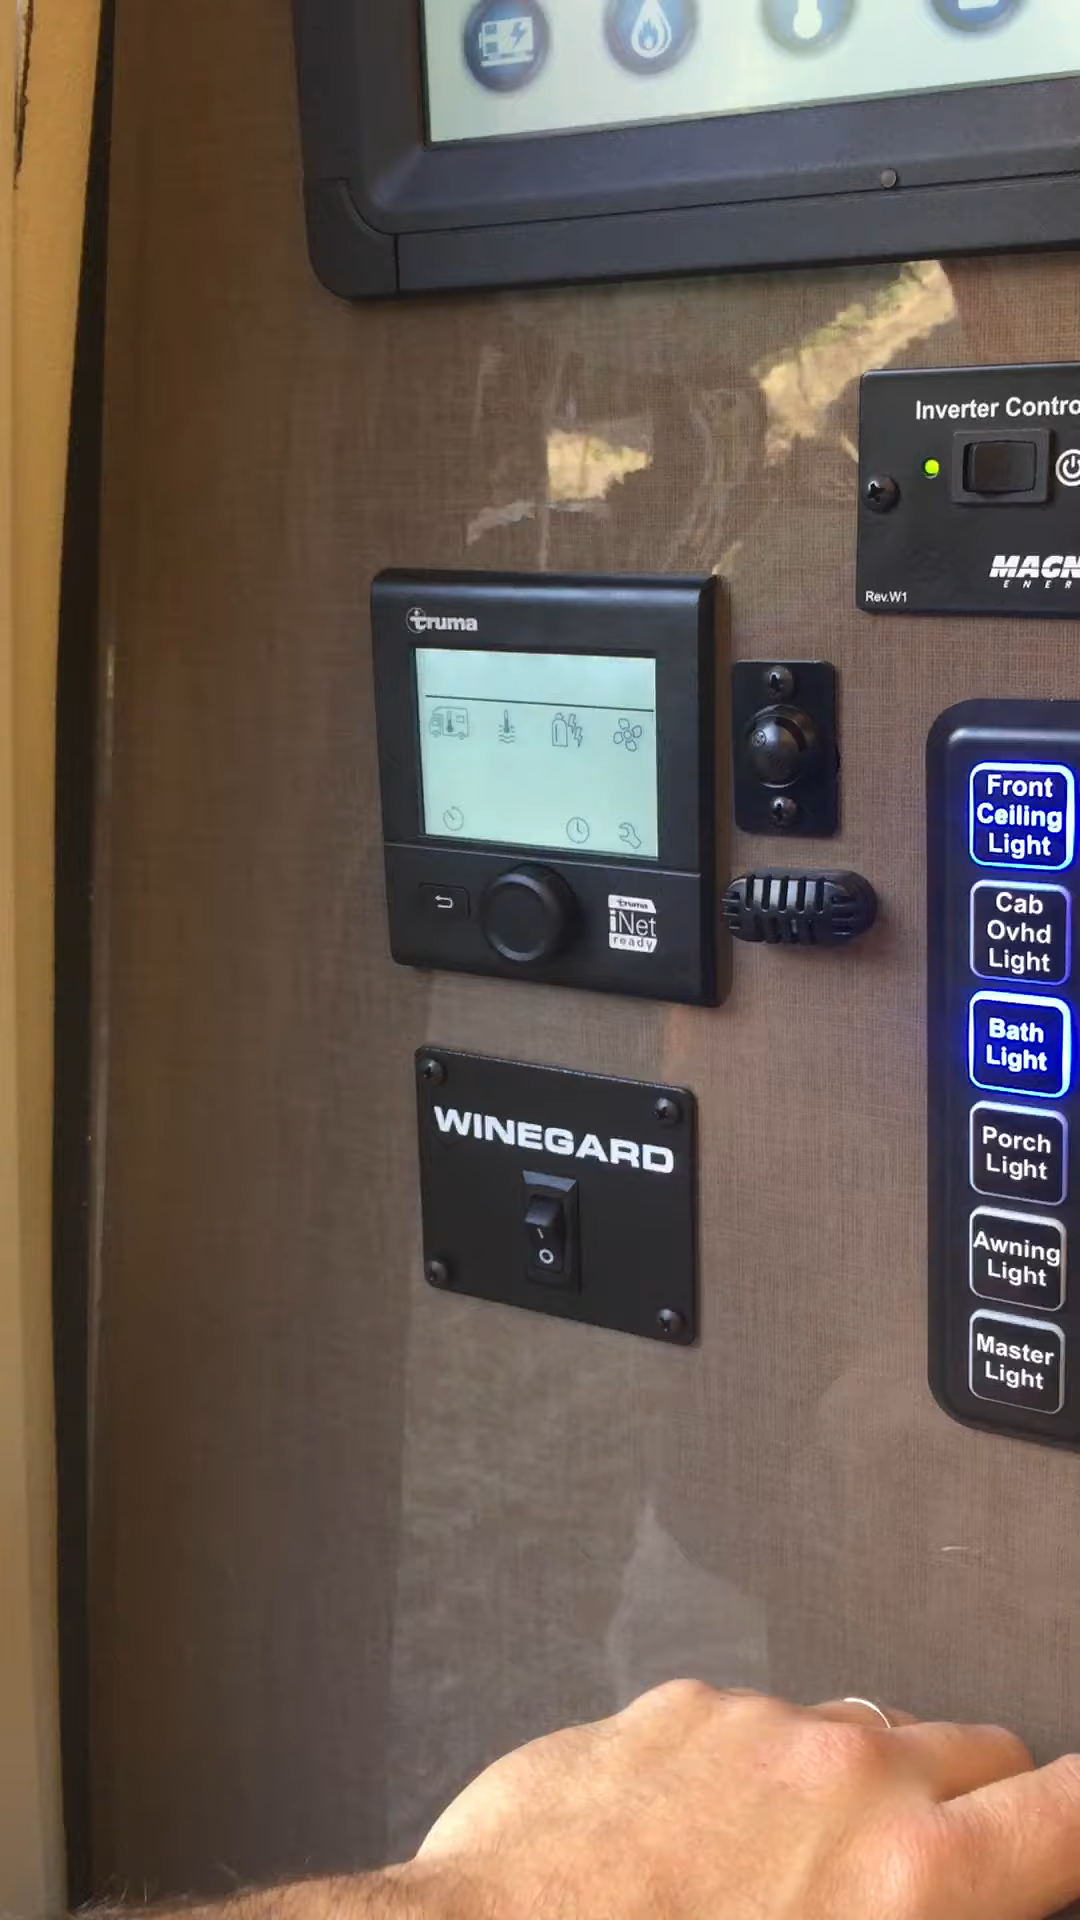 Inverter Contro
MAGN
ENER
Rev.W1
truma
truma
iNet
ready
Front
Ceiling
Light
Cab
Ovhd
Light
Bath
Light
WINEGARD
Porch
Light
Awning
Light
Master
Light